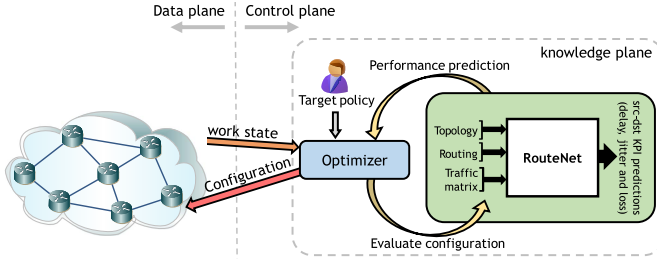 Data plane
Control plane
knowledge plane
Performance prediction
Target policy
work state
Optimizer
Configuration
Topology
Routing
Traffic
matrix
RouteNet
src-dst KPI predictions
(delay, jitter and loss)
Evaluate configuration